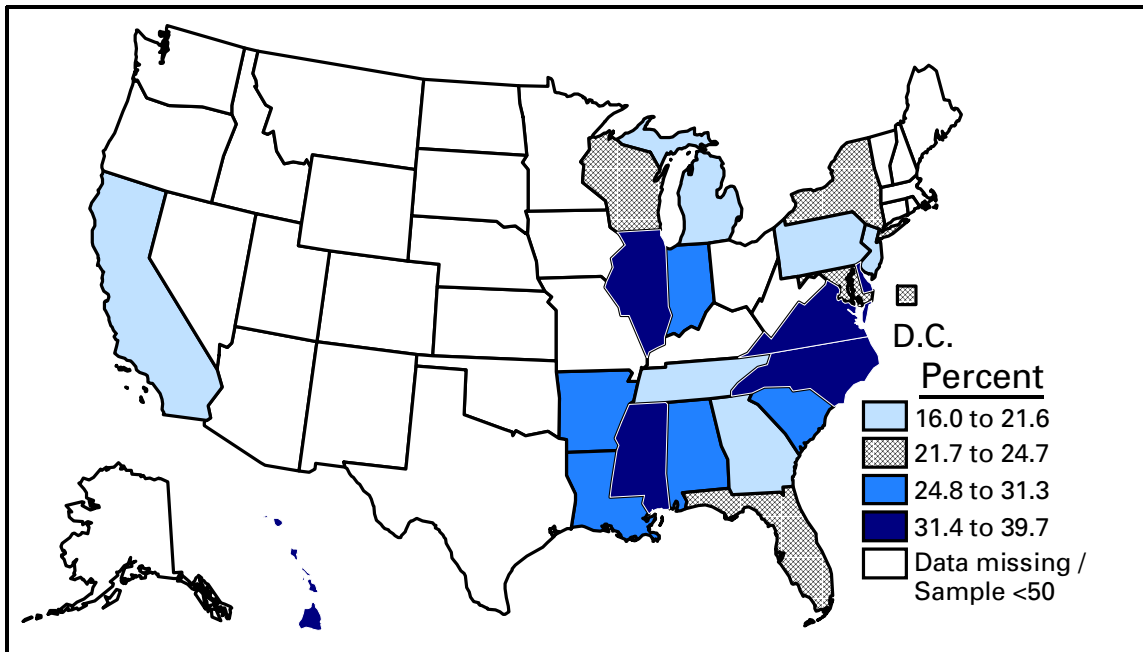 D.C.
Percent
16.0 to 21.6
21.7 to 24.7
24.8 to 31.3
31.4 to 39.7
Data missing /
Sample <50